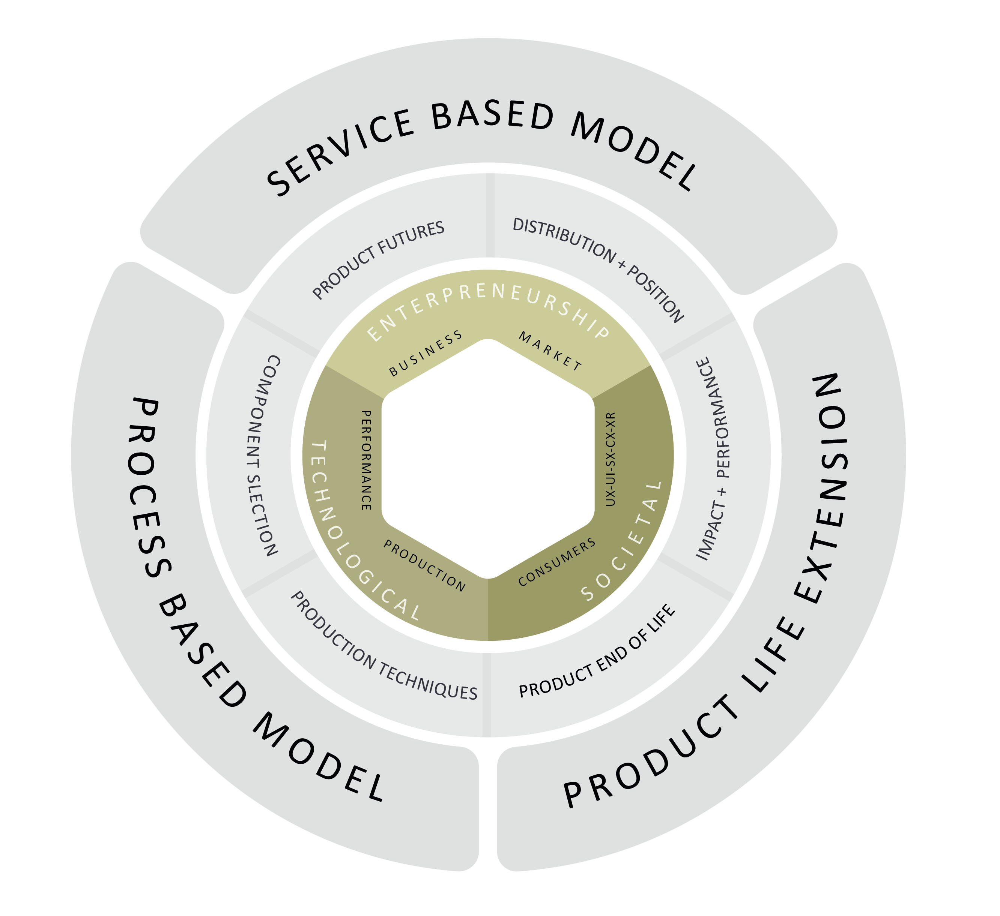 SERVICE BASED MODEL
PRODUCT FUTURES
DISTRIBUTION + POSITION
ENTERPRENEURSHIP
BUSINESS
MARKET
PROCESS BASED MODEL
COMPONENT SLECTION
TECHNOLOGICAL
PERFORMANCE
UX-UI-SX-CX-XR
SOCIETAL
IMPACT + PERFORMANCE
PRODUCT LIFE EXTENSION
PRODUCTION
CONSUMERS
PRODUCTION TECHNIQUES
PRODUCT END OF LIFE